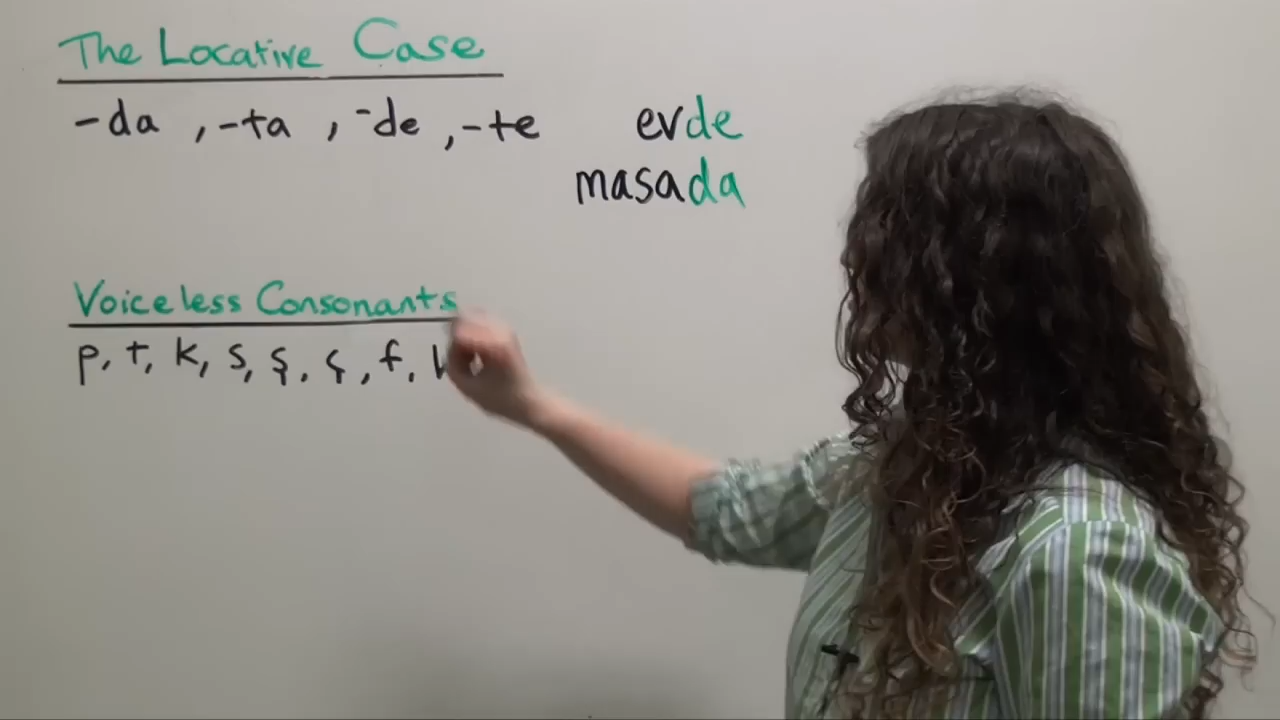 The Locative Case
-da , -ta , -de , -te
evde
masada
Voiceless Consonants
p, t, k, s, ş, ç, f,